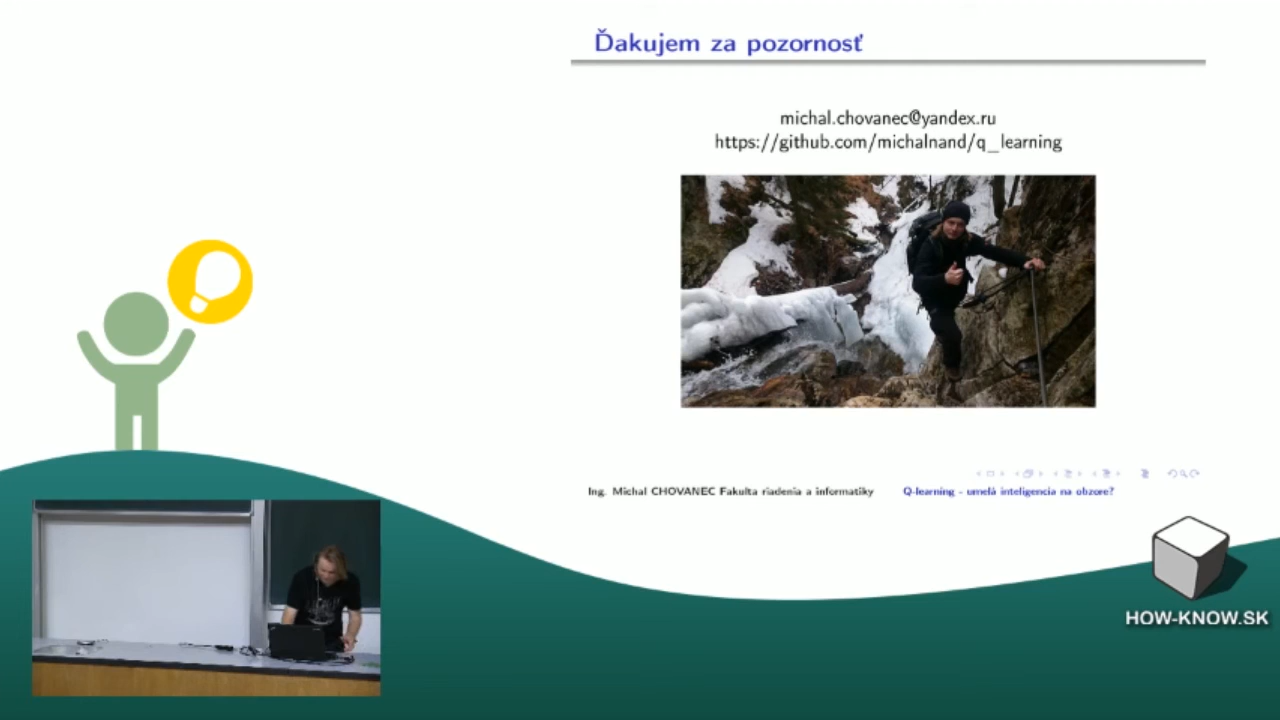 Ďakujem za pozornosť
michal.chovanec@yandex.ru
https://github.com/michalnand/q_learning
Ing. Michal CHOVANEC Fakulta riadenia a informatiky
Q-learning - umelá inteligencia na obzore?
HOW-KNOW.SK